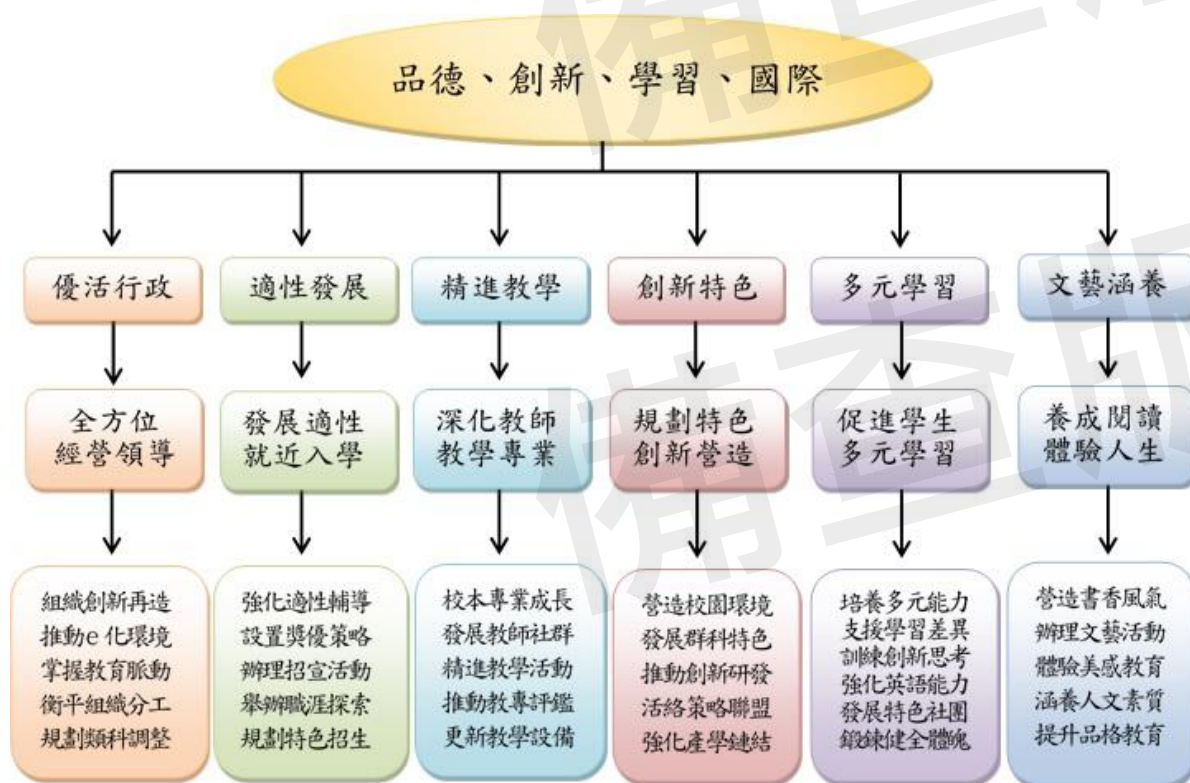 品德、創新、學習、國際
優活行政
適性發展
精進教學
創新特色
多元學習
文藝涵養
全方位
經營領導
發展適性
就近入學
深化教師
教學專業
規劃特色
創新營造
促進學生
多元學習
養成閱讀
體驗人生
組織創新再造
推動e化環境
掌握教育脈動
衡平組織分工
規劃類科調整
強化適性輔導
設置獎優策略
辦理招宣活動
舉辦職涯探索
規劃特色招生
校本專業成長
發展教師社群
精進教學活動
推動教專評鑑
更新教學設備
營造校園環境
發展群科特色
推動創新研發
活絡策略聯盟
強化產學鏈結
培養多元能力
支援學習差異
訓練創新思考
強化英語能力
發展特色社團
鍛鍊健全體魄
營造書香風氣
辦理文藝活動
體驗美感教育
涵養人文素質
提升品格教育
備查版
備查版